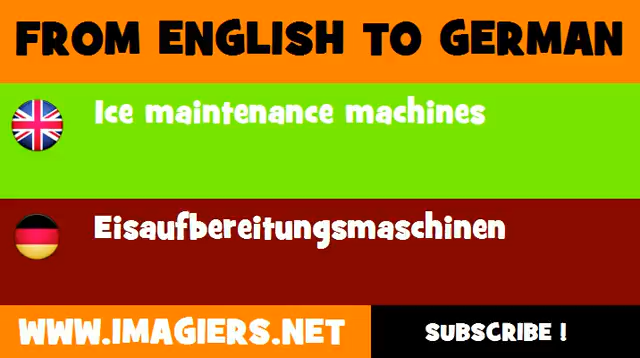 FROM ENGLISH TO GERMAN
Ice maintenance machines
Eisaufbereitungsmaschinen
WWW.IMAGIERS.NET
SUBSCRIBE !